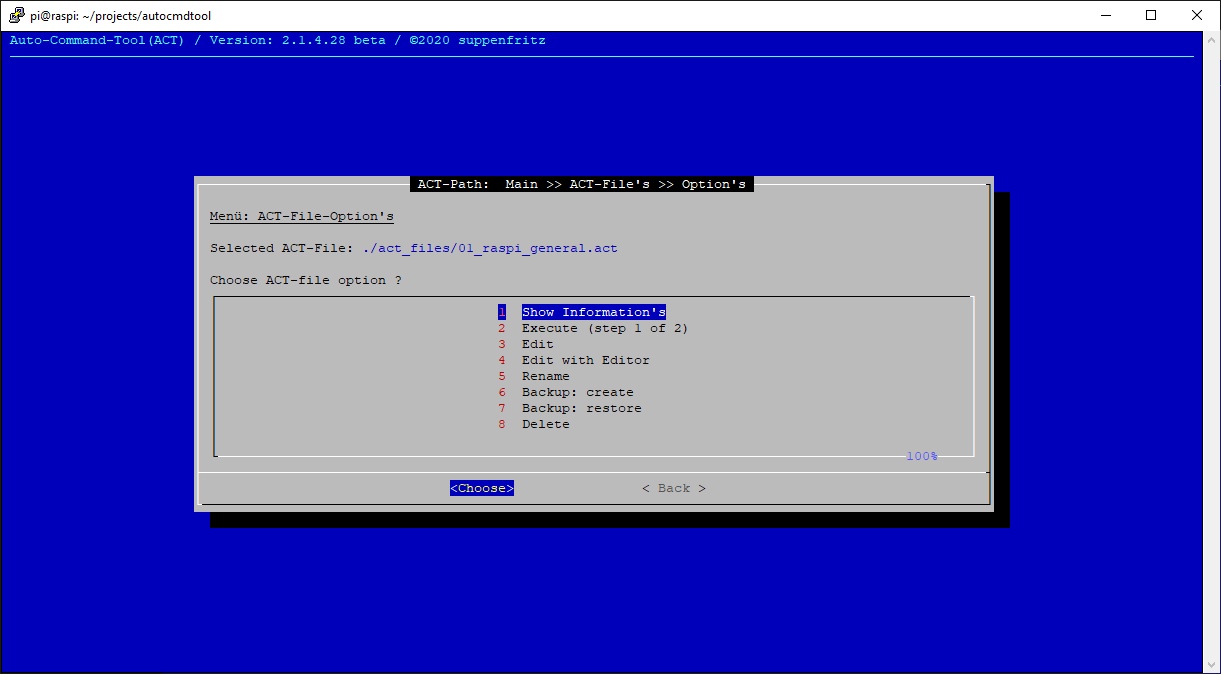 pi@raspi: ~/projects/autocmdtool
Auto-Command-Tool(ACT) / Version: 2.1.4.28 beta / ©2020 suppenfritz
ACT-Path:  Main >> ACT-File's >> Option's
Menü: ACT-File-Option's
Selected ACT-File: ./act_files/01_raspi_general.act
Choose ACT-file option ?
1 Show Information's
2 Execute (step 1 of 2)
3 Edit
4 Edit with Editor
5 Rename
6 Backup: create
7 Backup: restore
8 Delete
100%
<Choose> < Back >